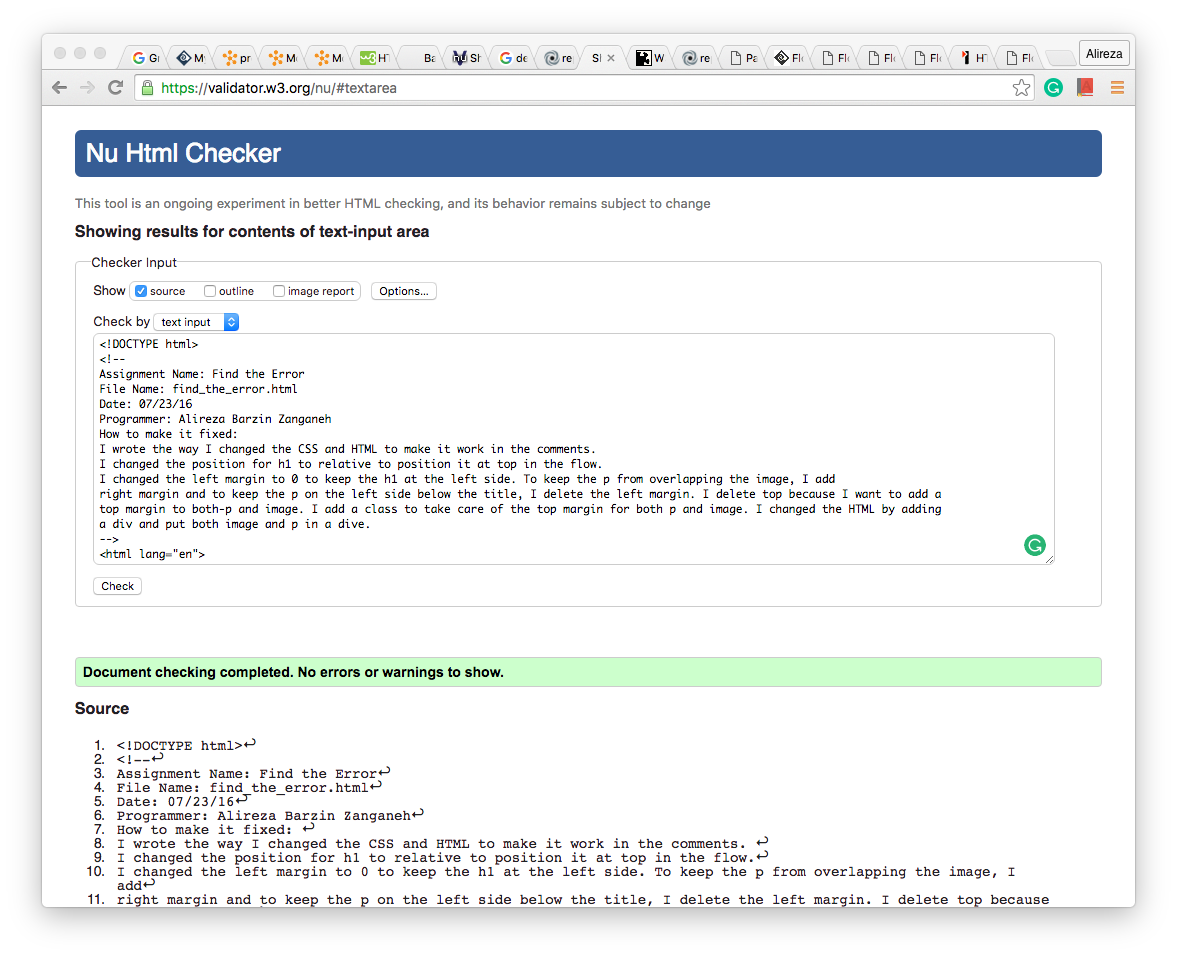 Gr
My
pr
Me
Me
w3 HT
Ba
hu Sh
de
re
Sh
W
re
Pa
Flo
Flo
Flo
Flo
HT
Flo
Alireza
https://validator.w3.org/nu/#textarea
Nu Html Checker
This tool is an ongoing experiment in better HTML checking, and its behavior remains subject to change
Showing results for contents of text-input area
Checker Input
Show source outline image report Options...
Check by text input
<!DOCTYPE html>
<!--
Assignment Name: Find the Error
File Name: find_the_error.html
Date: 07/23/16
Programmer: Alireza Barzin Zanganeh
How to make it fixed:
I wrote the way I changed the CSS and HTML to make it work in the comments.
I changed the position for h1 to relative to position it at top in the flow.
I changed the left margin to 0 to keep the h1 at the left side. To keep the p from overlapping the image, I add
right margin and to keep the p on the left side below the title, I delete the left margin. I delete top because I want to add a
top margin to both-p and image. I add a class to take care of the top margin for both p and image. I changed the HTML by adding
a div and put both image and p in a dive.
-->
<html lang="en">
Check
Document checking completed. No errors or warnings to show.
Source
1. <!DOCTYPE html>↩
2. <!--↩
3. Assignment Name: Find the Error↩
4. File Name: find_the_error.html↩
5. Date: 07/23/16↩
6. Programmer: Alireza Barzin Zanganeh↩
7. How to make it fixed: ↩
8. I wrote the way I changed the CSS and HTML to make it work in the comments. ↩
9. I changed the position for h1 to relative to position it at top in the flow.↩
10. I changed the left margin to 0 to keep the h1 at the left side. To keep the p from overlapping the image, I
add↩
11. right margin and to keep the p on the left side below the title, I delete the left margin. I delete top because